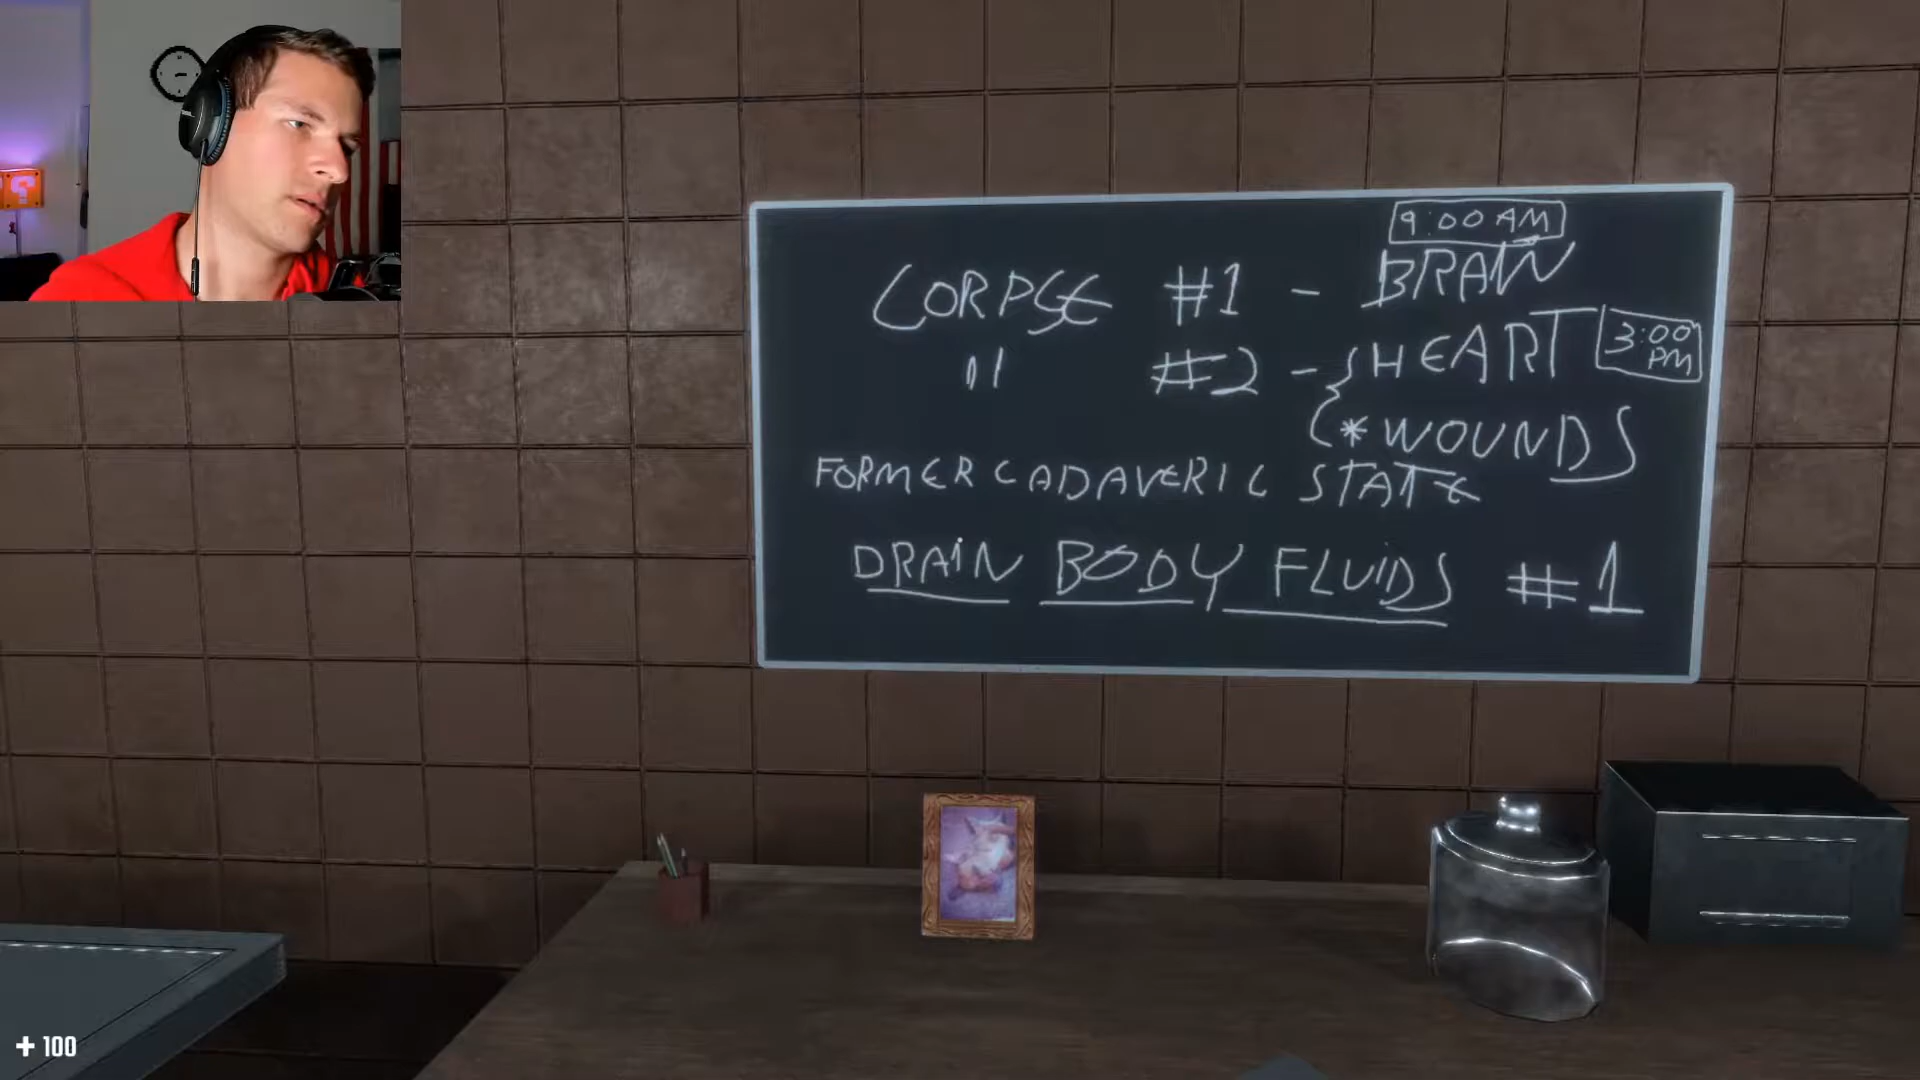 9:00 AM
CORPSE #1 - BRAIN
" #2 - { HEART 3:00 PM
* WOUNDS
FORMER CADAVERIC STATE
DRAIN BODY FLUIDS #1
+ 100